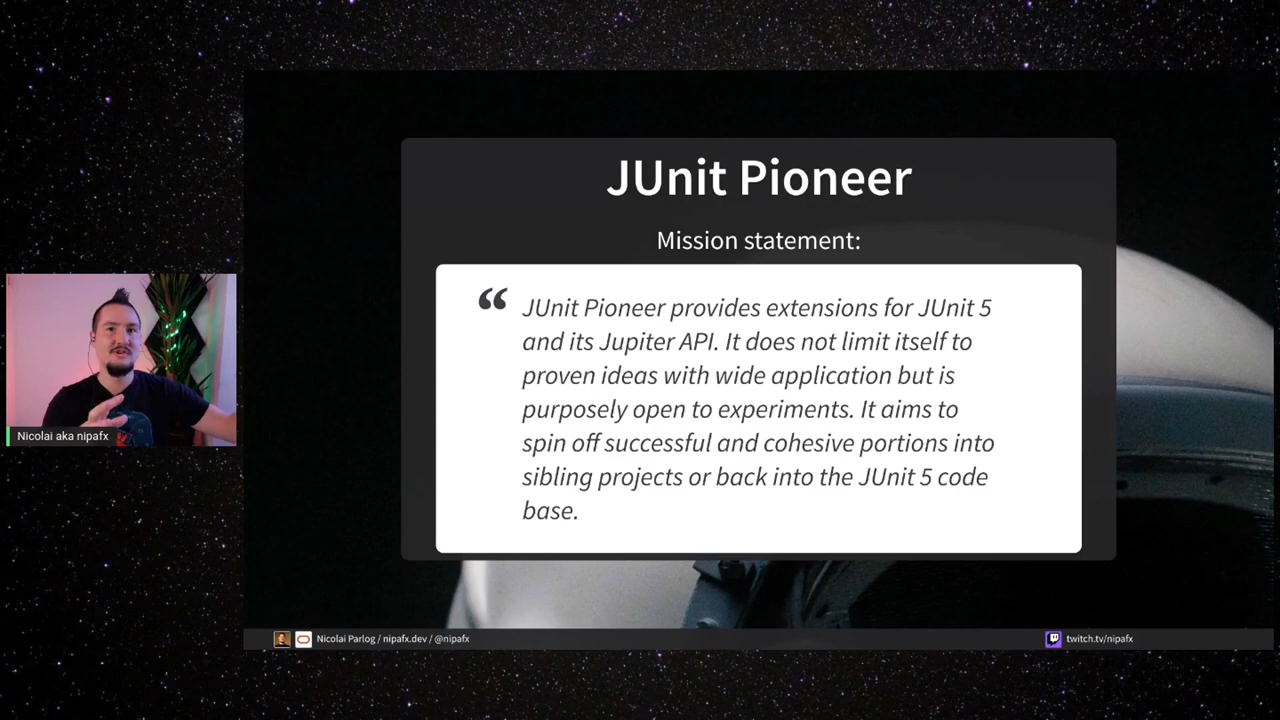 JUnit Pioneer
Mission statement:
“ JUnit Pioneer provides extensions for JUnit 5
and its Jupiter API. It does not limit itself to
proven ideas with wide application but is
purposely open to experiments. It aims to
spin off successful and cohesive portions into
sibling projects or back into the JUnit 5 code
base.
Nicolai aka nipafx
Nicolai Parlog / nipafx.dev / @nipafx
twitch.tv/nipafx